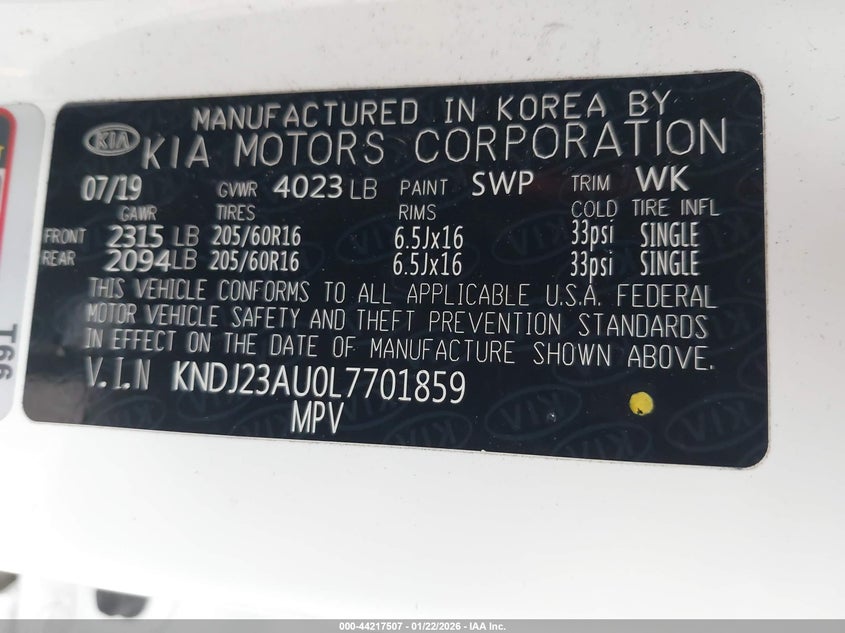 MANUFACTURED IN KOREA BY
KIA KIA MOTORS CORPORATION
07/19 GVWR 4023 LB PAINT SWP TRIM WK
GAWR TIRES RIMS COLD TIRE INFL
FRONT 2315 LB 205/60R16 6.5Jx16 33psi SINGLE
REAR 2094 LB 205/60R16 6.5Jx16 33psi SINGLE
THIS VEHICLE CONFORMS TO ALL APPLICABLE U.S.A. FEDERAL
MOTOR VEHICLE SAFETY AND THEFT PREVENTION STANDARDS
IN EFFECT ON THE DATE OF MANUFACTURE SHOWN ABOVE.
V.I.N KNDJ23AU0L7701859
MPV
000-44217507 - 01/22/2026 - IAA Inc.